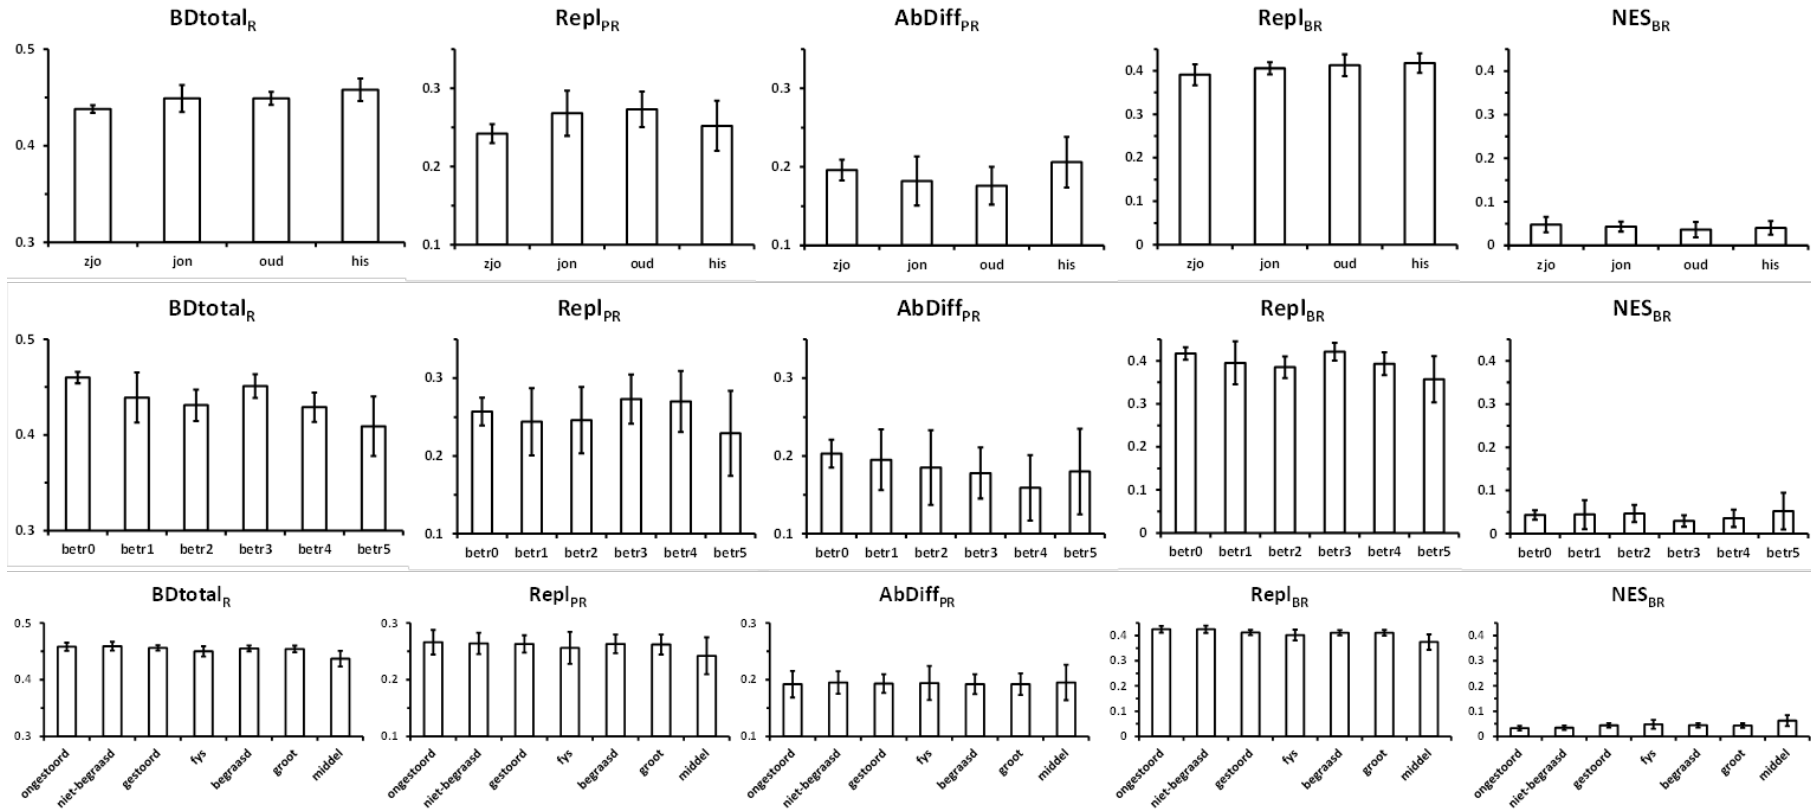 BDtotalR ReplPR AbDiffPR ReplBR NESBR
0.5 0.4 0.3
0.3 0.2 0.1
0.3 0.2 0.1
0.4 0.3 0.2 0.1 0
0.4 0.3 0.2 0.1 0
zjo jon oud his zjo jon oud his zjo jon oud his zjo jon oud his zjo jon oud his
BDtotalR ReplPR AbDiffPR ReplBR NESBR
0.5 0.4 0.3
0.3 0.2 0.1
0.3 0.2 0.1
0.4 0.3 0.2 0.1 0
0.4 0.3 0.2 0.1 0
betr0 betr1 betr2 betr3 betr4 betr5 betr0 betr1 betr2 betr3 betr4 betr5 betr0 betr1 betr2 betr3 betr4 betr5 betr0 betr1 betr2 betr3 betr4 betr5 betr0 betr1 betr2 betr3 betr4 betr5
BDtotalR ReplPR AbDiffPR ReplBR NESBR
0.5 0.4 0.3
0.3 0.2 0.1
0.3 0.2 0.1
0.4 0.3 0.2 0.1 0
0.4 0.3 0.2 0.1 0
ongestoord niet-begraasd gestoord fys begraasd groot middel ongestoord niet-begraasd gestoord fys begraasd groot middel ongestoord niet-begraasd gestoord fys begraasd groot middel ongestoord niet-begraasd gestoord fys begraasd groot middel ongestoord niet-begraasd gestoord fys begraasd groot middel